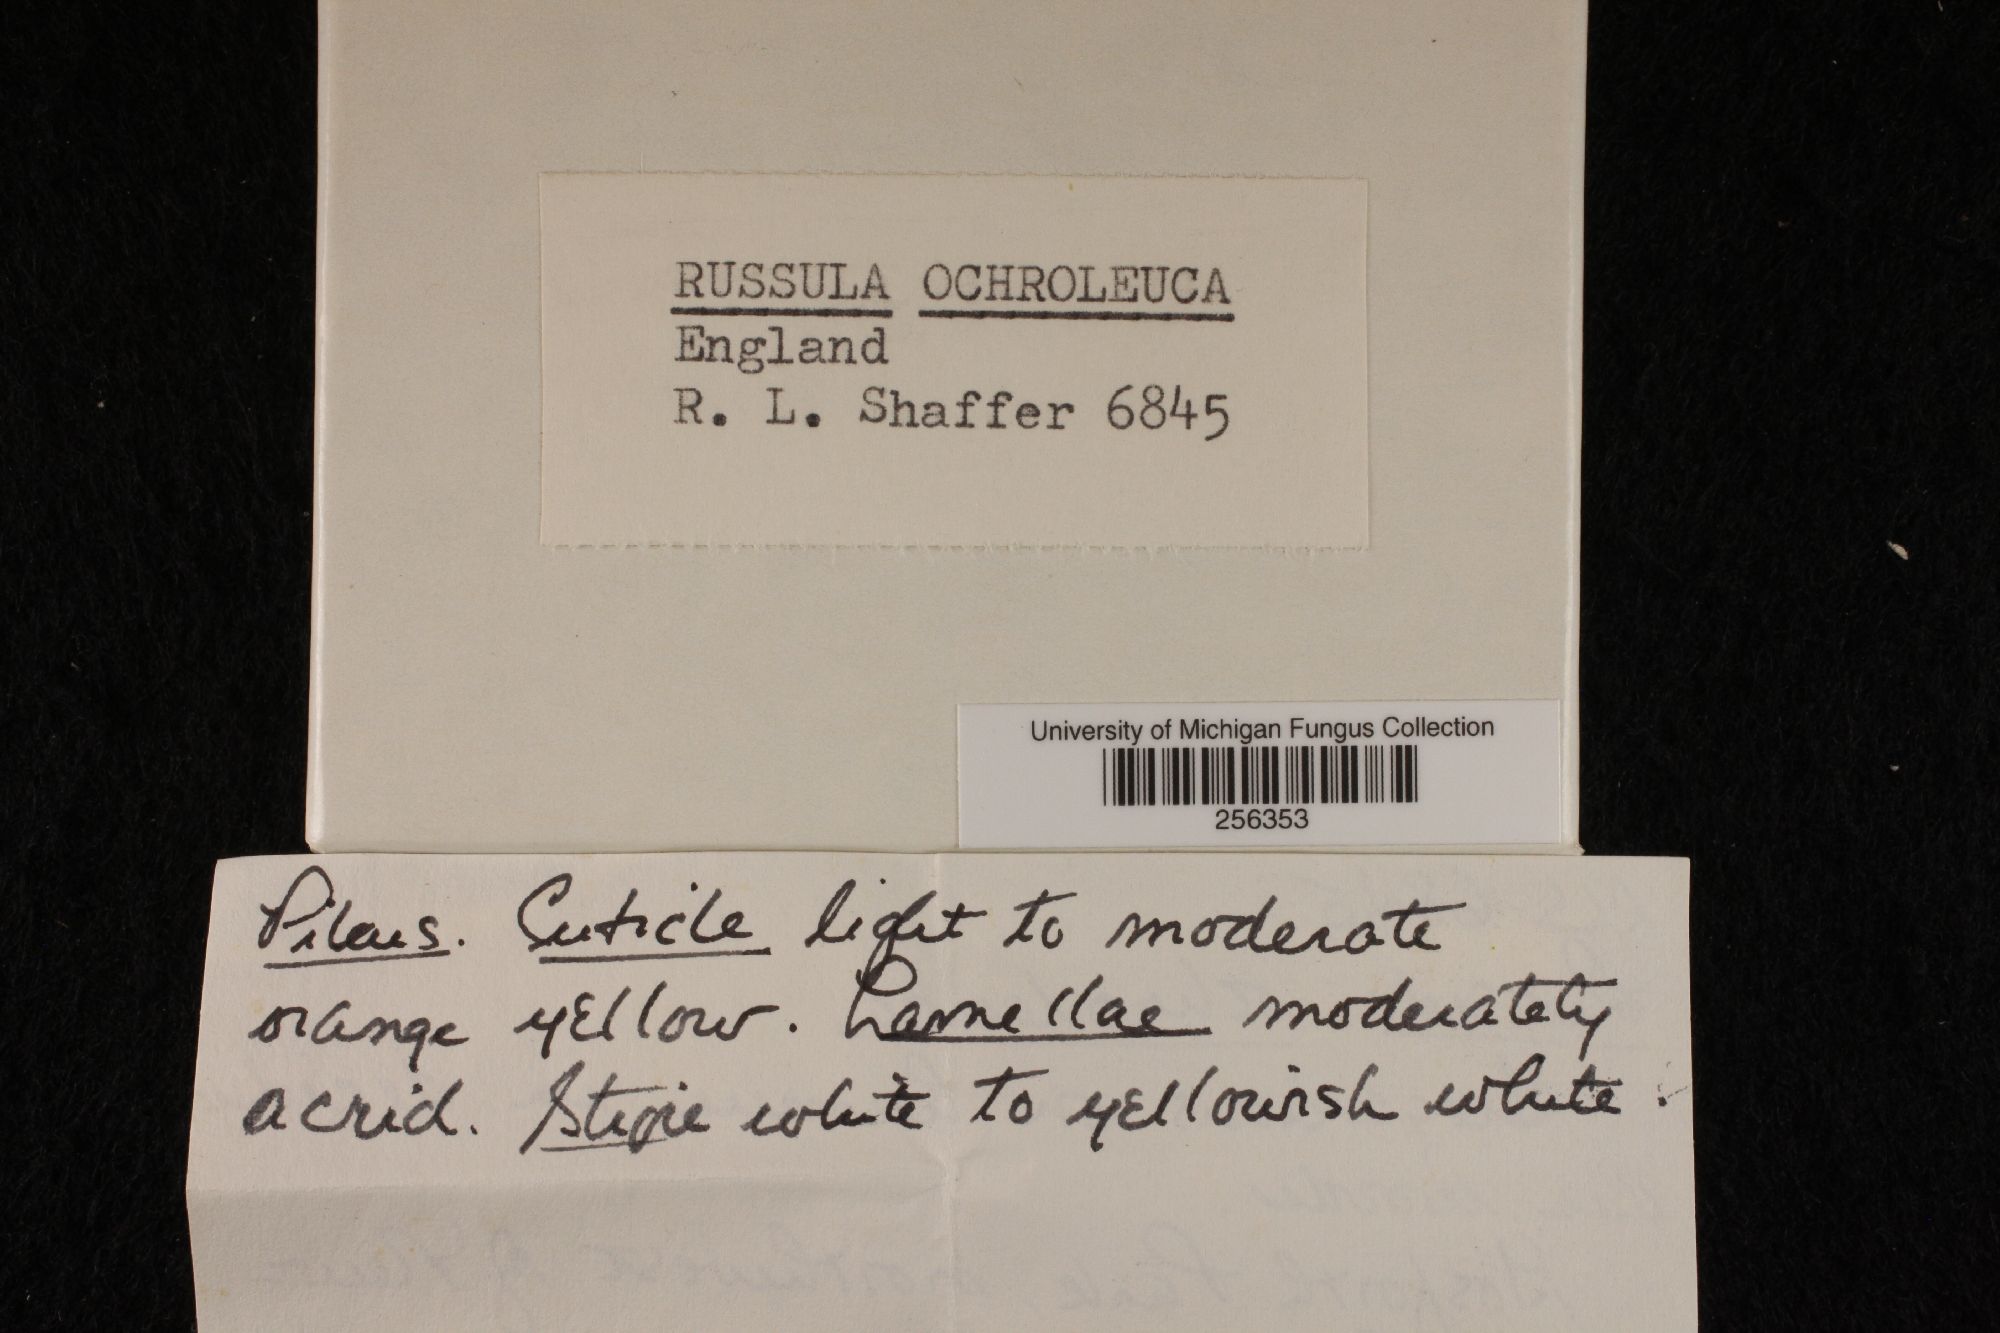 RUSSULA OCHROLEUCA
England
R. L. Shaffer 6845
University of Michigan Fungus Collection
256353
Pileus. Cuticle light to moderate
orange yellow. Lamellae moderately
acrid. Stipe white to yellowish white.